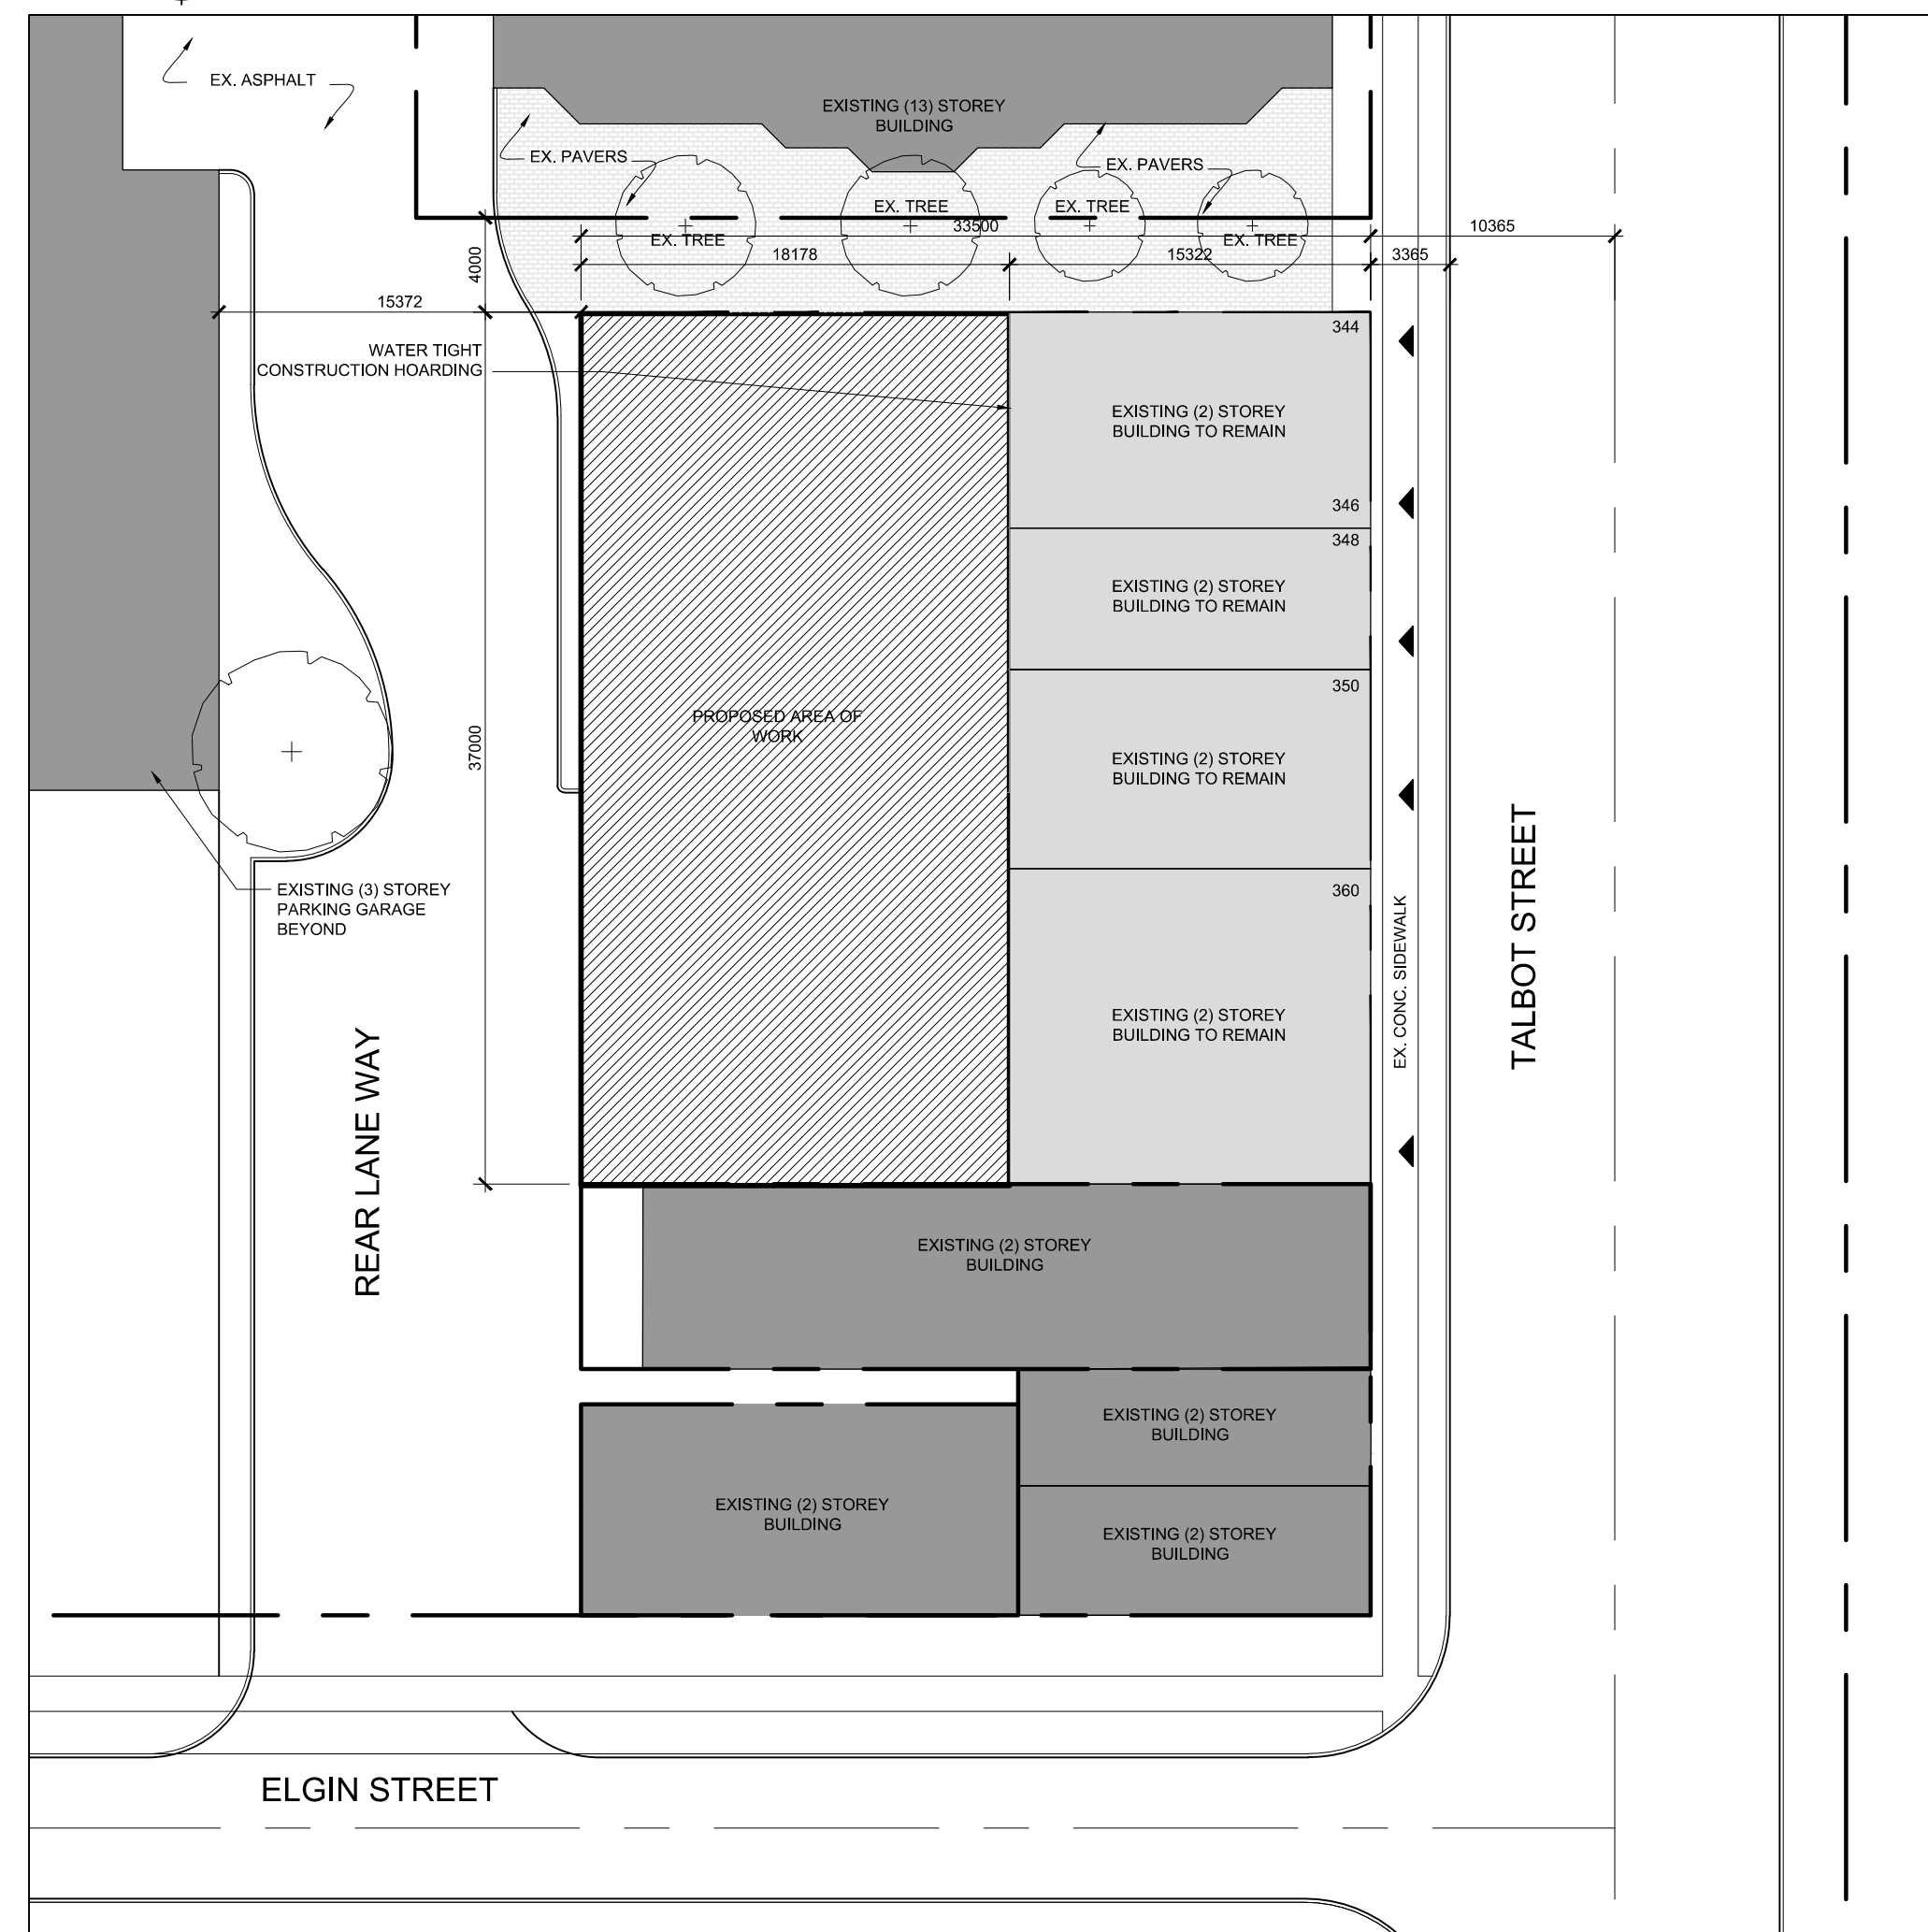 EX. ASPHALT
EXISTING (13) STOREY
BUILDING
EX. PAVERS
EX. PAVERS
EX. TREE
EX. TREE
EX. TREE
EX. TREE
33500
10365
4000
18178
15322
3365
15372
344
WATER TIGHT
CONSTRUCTION HOARDING
EXISTING (2) STOREY
BUILDING TO REMAIN
346
348
EXISTING (2) STOREY
BUILDING TO REMAIN
350
PROPOSED AREA OF
WORK
37000
EXISTING (2) STOREY
BUILDING TO REMAIN
EXISTING (3) STOREY
PARKING GARAGE
BEYOND
360
EX. CONC. SIDEWALK
TALBOT STREET
EXISTING (2) STOREY
BUILDING TO REMAIN
REAR LANE WAY
EXISTING (2) STOREY
BUILDING
EXISTING (2) STOREY
BUILDING
EXISTING (2) STOREY
BUILDING
EXISTING (2) STOREY
BUILDING
ELGIN STREET